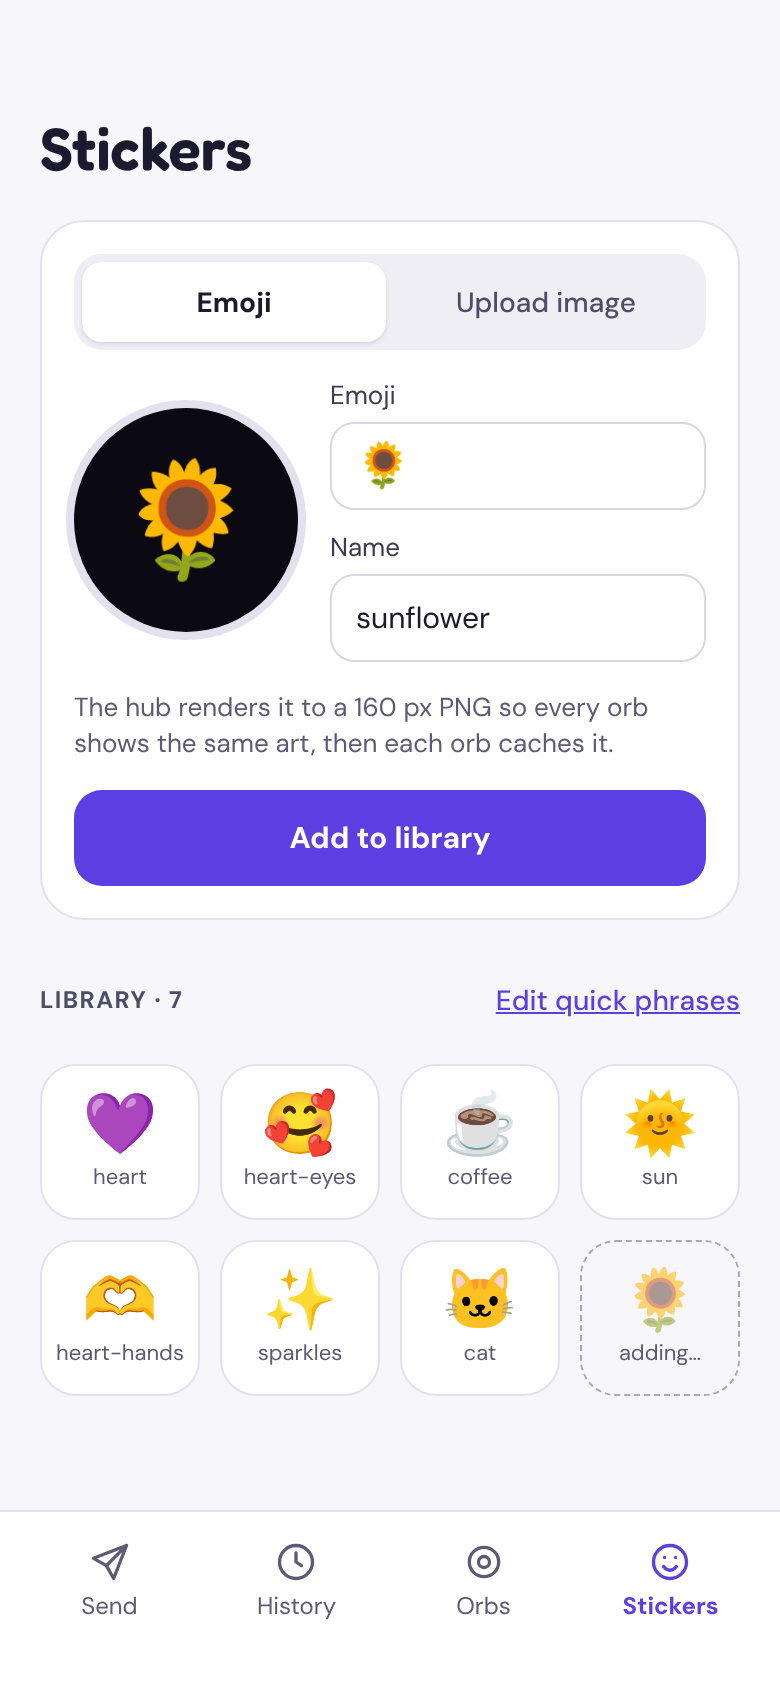 Stickers
Emoji
Upload image
Emoji
🌻
Name
sunflower
The hub renders it to a 160 px PNG so every orb
shows the same art, then each orb caches it.
Add to library
LIBRARY · 7
Edit quick phrases
heart
heart-eyes
coffee
sun
heart-hands
sparkles
cat
adding...
Send
History
Orbs
Stickers